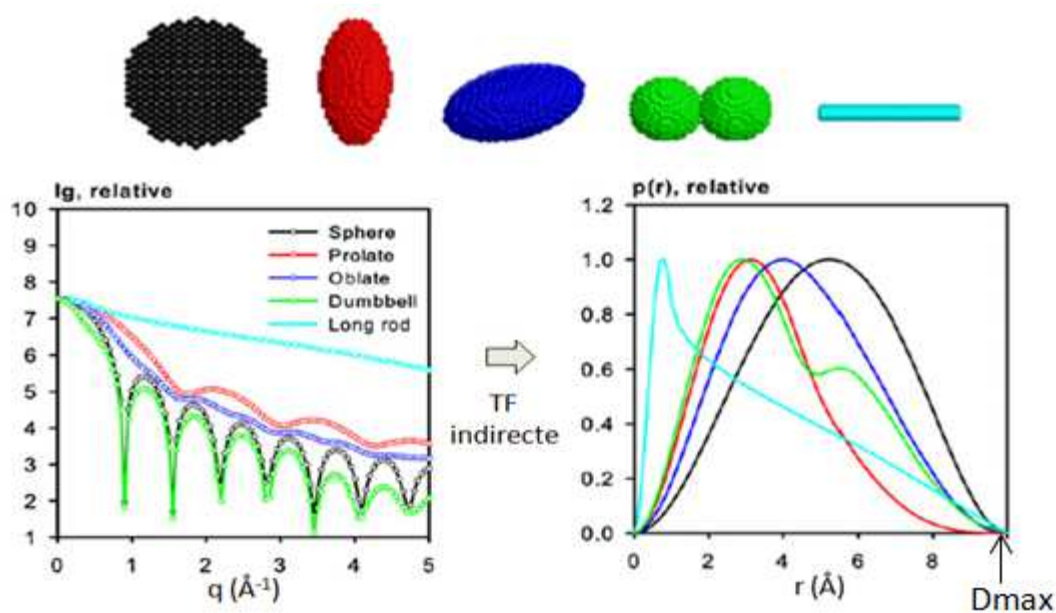 lg, relative
10
9
8
7
6
5
4
3
2
1
0 1 2 3 4 5
q (Å⁻¹)
Sphere
Prolate
Oblate
Dumbbell
Long rod
TF
indirecte
p(r), relative
1.2
1.0
0.8
0.6
0.4
0.2
0.0
0 2 4 6 8
r (Å)
Dmax